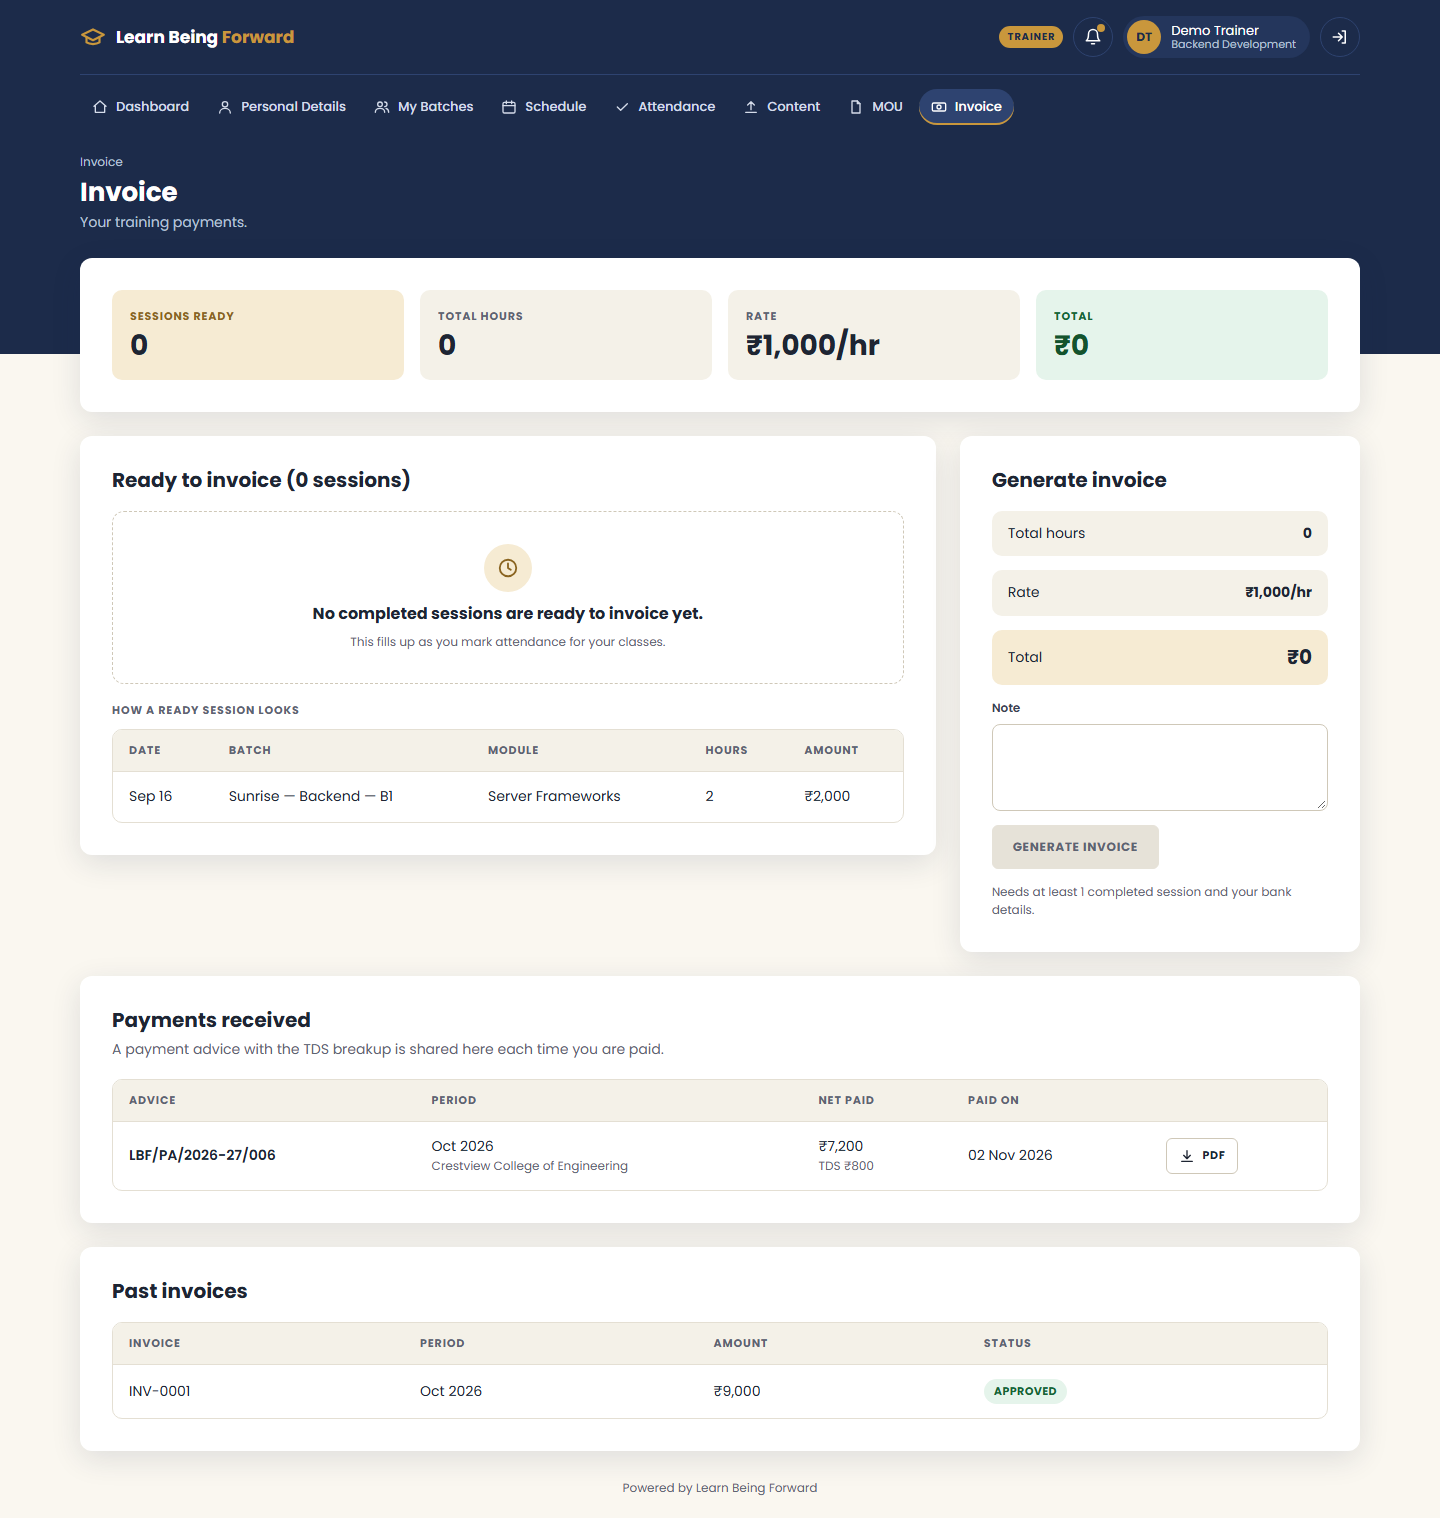 Learn Being Forward
TRAINER
DT
Demo Trainer
Backend Development
Dashboard
Personal Details
My Batches
Schedule
Attendance
Content
MOU
Invoice
Invoice
Invoice
Your training payments.
SESSIONS READY
0
TOTAL HOURS
0
RATE
₹1,000/hr
TOTAL
₹0
Ready to invoice (0 sessions)
No completed sessions are ready to invoice yet.
This fills up as you mark attendance for your classes.
HOW A READY SESSION LOOKS
DATE BATCH MODULE HOURS AMOUNT
Sep 16 Sunrise — Backend — B1 Server Frameworks 2 ₹2,000
Generate invoice
Total hours 0
Rate ₹1,000/hr
Total ₹0
Note
GENERATE INVOICE
Needs at least 1 completed session and your bank
details.
Payments received
A payment advice with the TDS breakup is shared here each time you are paid.
ADVICE PERIOD NET PAID PAID ON
LBF/PA/2026-27/006
Oct 2026
Crestview College of Engineering
₹7,200
TDS ₹800
02 Nov 2026
PDF
Past invoices
INVOICE PERIOD AMOUNT STATUS
INV-0001 Oct 2026 ₹9,000 APPROVED
Powered by Learn Being Forward